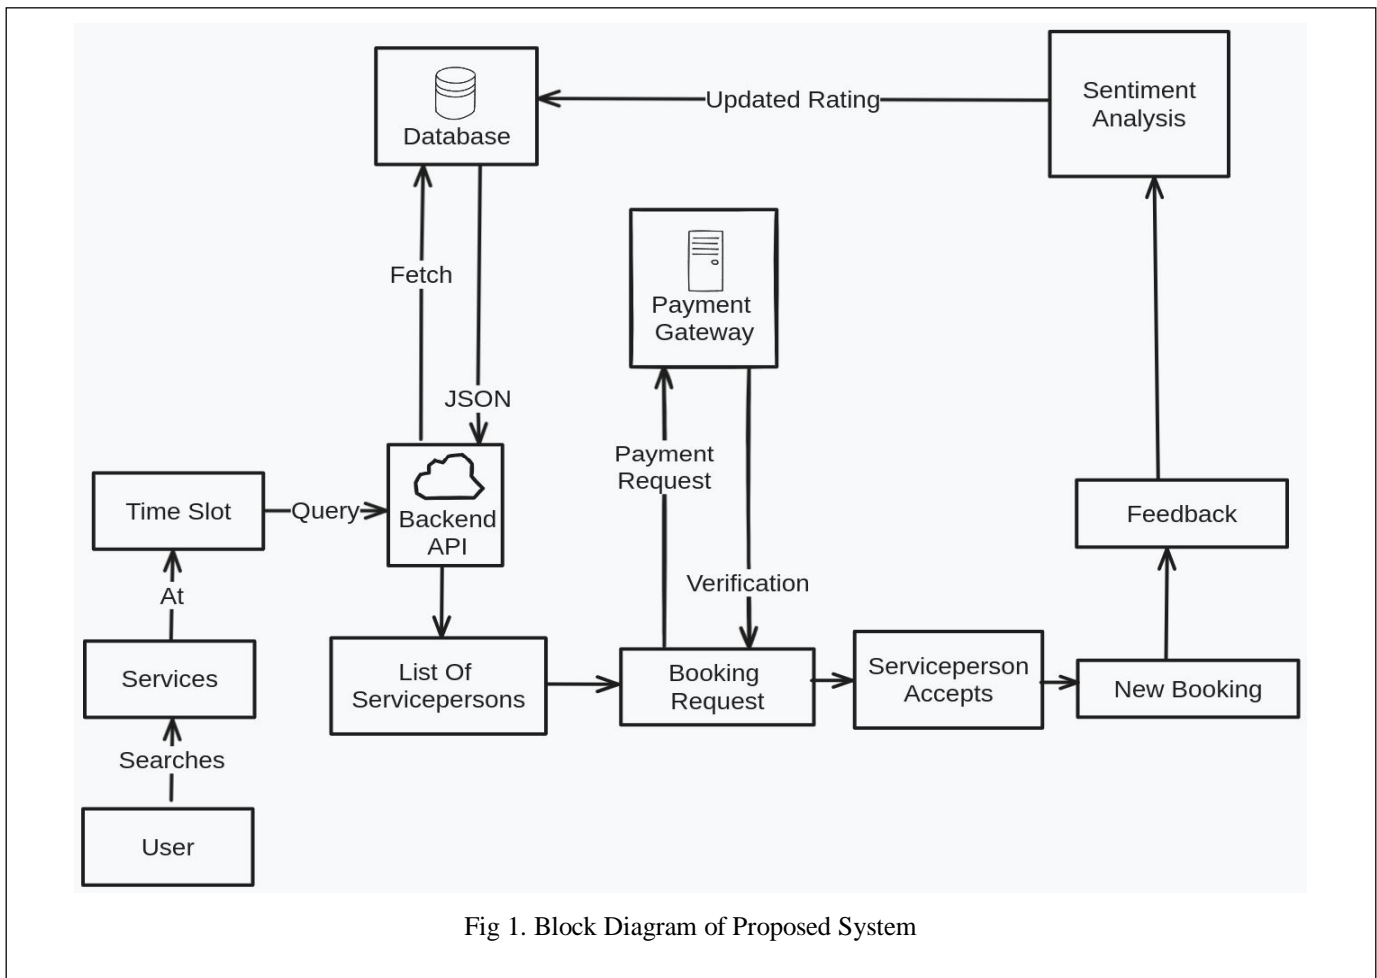 Database
Updated Rating
Sentiment
Analysis
Fetch
Payment
Gateway
JSON
Payment
Request
Time Slot
Query
Backend
API
Feedback
At
Verification
Services
List Of
Servicepersons
Booking
Request
Serviceperson
Accepts
New Booking
Searches
User
Fig 1. Block Diagram of Proposed System